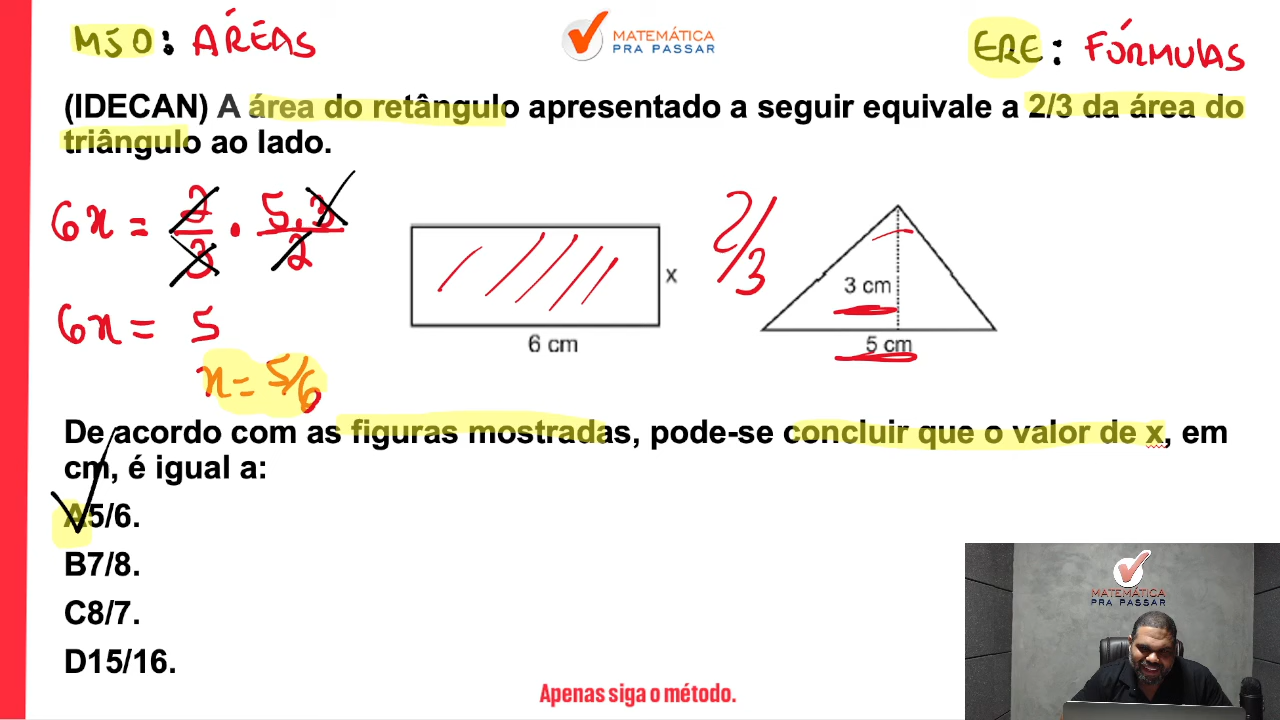 MSO: ÁREAS
MATEMÁTICA
PRA PASSAR
ERE: FÓRMULAS
(IDECAN) A área do retângulo apresentado a seguir equivale a 2/3 da área do
triângulo ao lado.
6x = 2/3 . 5.3/2
6x = 5
x = 5/6
x
6 cm
2/3
3 cm
5 cm
De acordo com as figuras mostradas, pode-se concluir que o valor de x, em
cm, é igual a:
A5/6.
B7/8.
C8/7.
D15/16.
MATEMÁTICA
PRA PASSAR
Apenas siga o método.